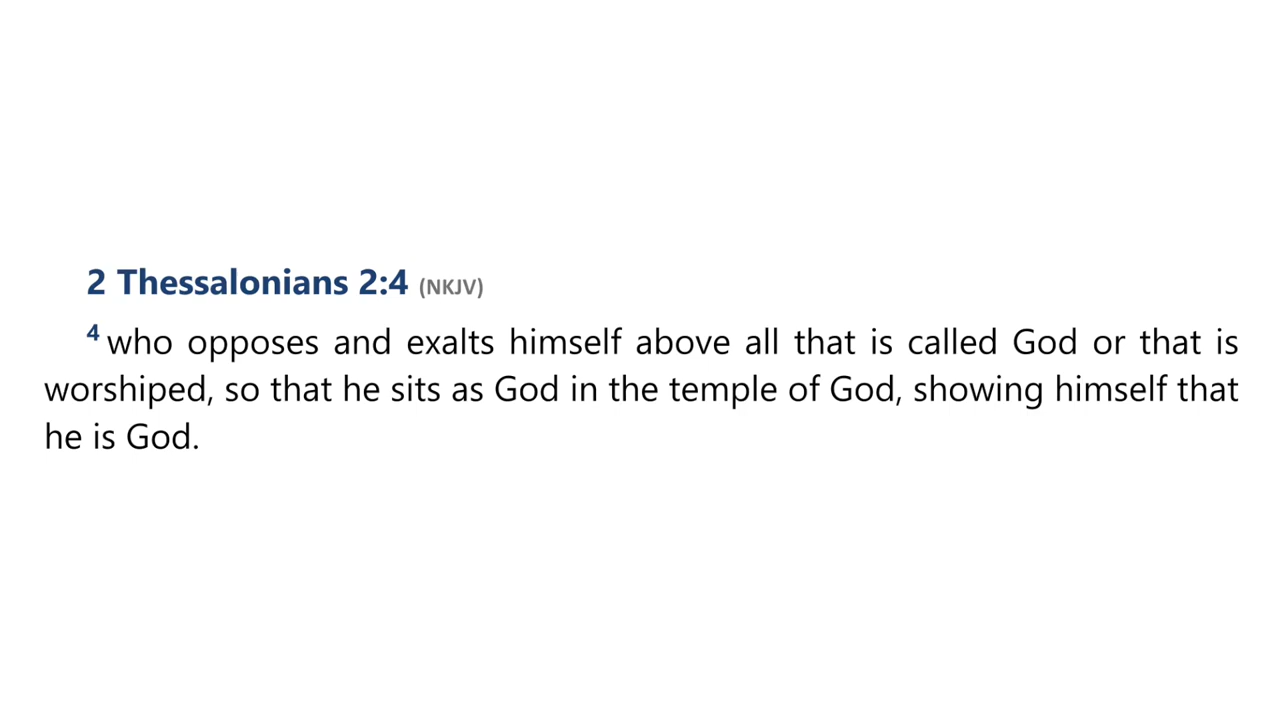 2 Thessalonians 2:4 (NKJV)
4 who opposes and exalts himself above all that is called God or that is
worshiped, so that he sits as God in the temple of God, showing himself that
he is God.